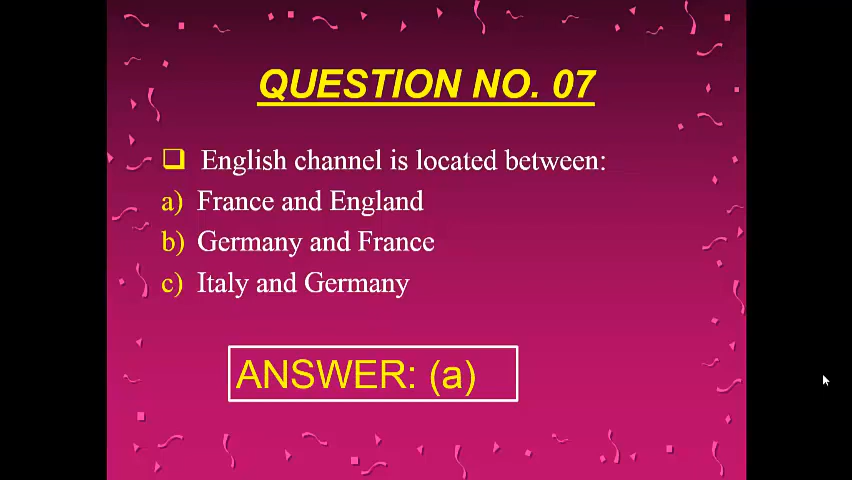 QUESTION NO. 07
English channel is located between:
a) France and England
b) Germany and France
c) Italy and Germany
ANSWER: (a)